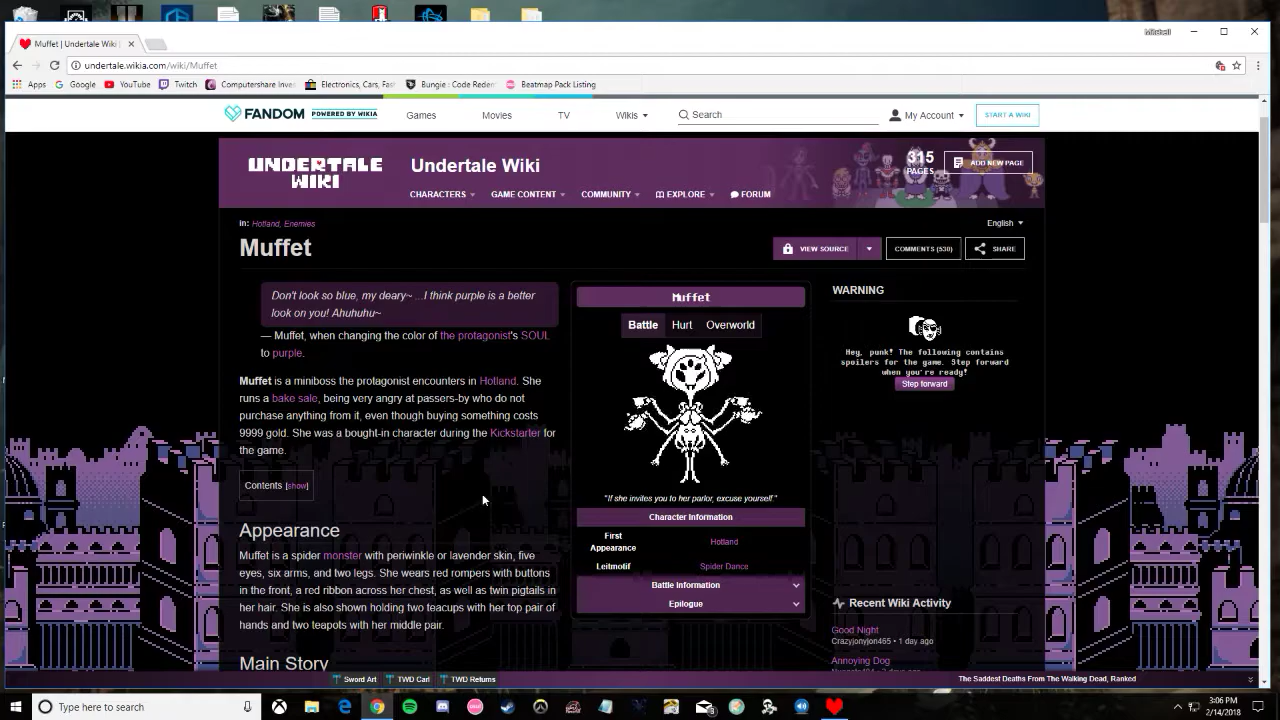 Mitchell
Muffet | Undertale Wiki |
undertale.wikia.com/wiki/Muffet
Apps Google YouTube Twitch Computershare Inves Electronics, Cars, Fas Bungie : Code Redemp Beatmap Pack Listing
FANDOM POWERED BY WIKIA Games Movies TV Wikis Search My Account START A WIKI
UNDERTALE WIKI
Undertale Wiki
315 PAGES
ADD NEW PAGE
CHARACTERS GAME CONTENT COMMUNITY EXPLORE FORUM
in: Hotland, Enemies
English
Muffet
VIEW SOURCE COMMENTS (530) SHARE
Don't look so blue, my deary~ ...I think purple is a better
look on you! Ahuhuhu~
— Muffet, when changing the color of the protagonist's SOUL
to purple.
Muffet is a miniboss the protagonist encounters in Hotland. She
runs a bake sale, being very angry at passers-by who do not
purchase anything from it, even though buying something costs
9999 gold. She was a bought-in character during the Kickstarter for
the game.
Contents [show]
Appearance
Muffet is a spider monster with periwinkle or lavender skin, five
eyes, six arms, and two legs. She wears red rompers with buttons
in the front, a red ribbon across her chest, as well as twin pigtails in
her hair. She is also shown holding two teacups with her top pair of
hands and two teapots with her middle pair.
Main Story
Muffet
Battle Hurt Overworld
"If she invites you to her parlor, excuse yourself."
Character Information
First Appearance Hotland
Leitmotif Spider Dance
Battle Information
Epilogue
WARNING
Hey, punk! The following contains
spoilers for the game. Step forward
when you're ready!
Step forward
Recent Wiki Activity
Good Night
Crazyjonyjon465 • 1 day ago
Annoying Dog
Sword Art TWD Carl TWD Returns
The Saddest Deaths From The Walking Dead, Ranked
Type here to search
3:06 PM
2/14/2018